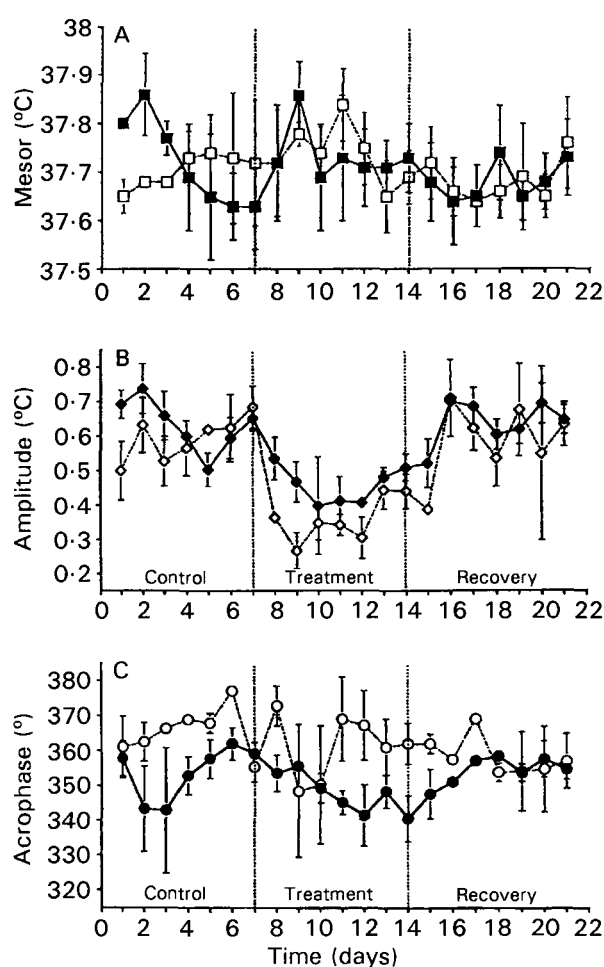 A
Mesor (ºC)
38
37·9
37·8
37·7
37·6
37·5
0 2 4 6 8 10 12 14 16 18 20 22
B
Amplitude (ºC)
0·8
0·7
0·6
0·5
0·4
0·3
0·2
Control Treatment Recovery
0 2 4 6 8 10 12 14 16 18 20 22
C
Acrophase (º)
380
370
360
350
340
330
320
Control Treatment Recovery
0 2 4 6 8 10 12 14 16 18 20 22
Time (days)